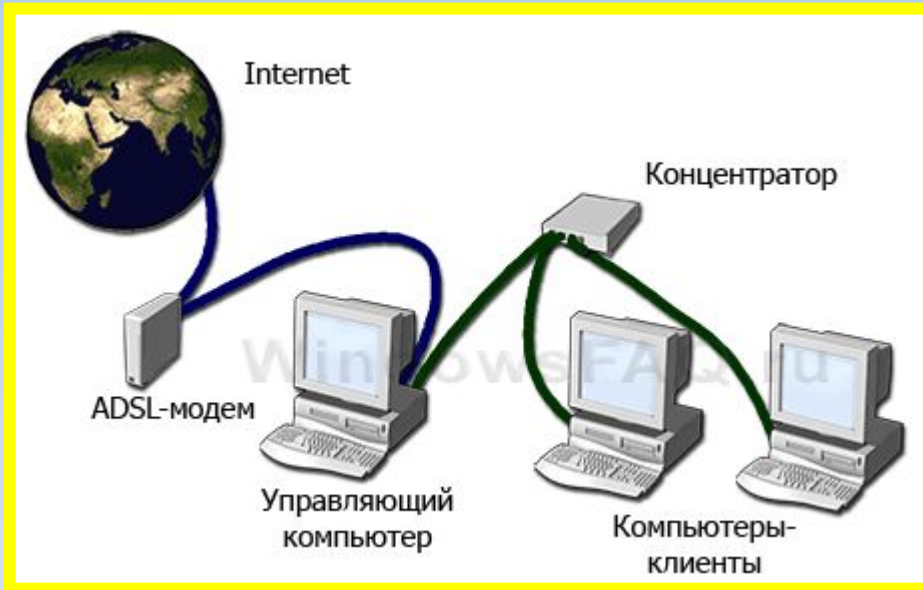 Internet
Концентратор
WindowsFAQ.ru
ADSL-модем
Управляющий
компьютер
Компьютеры-
клиенты